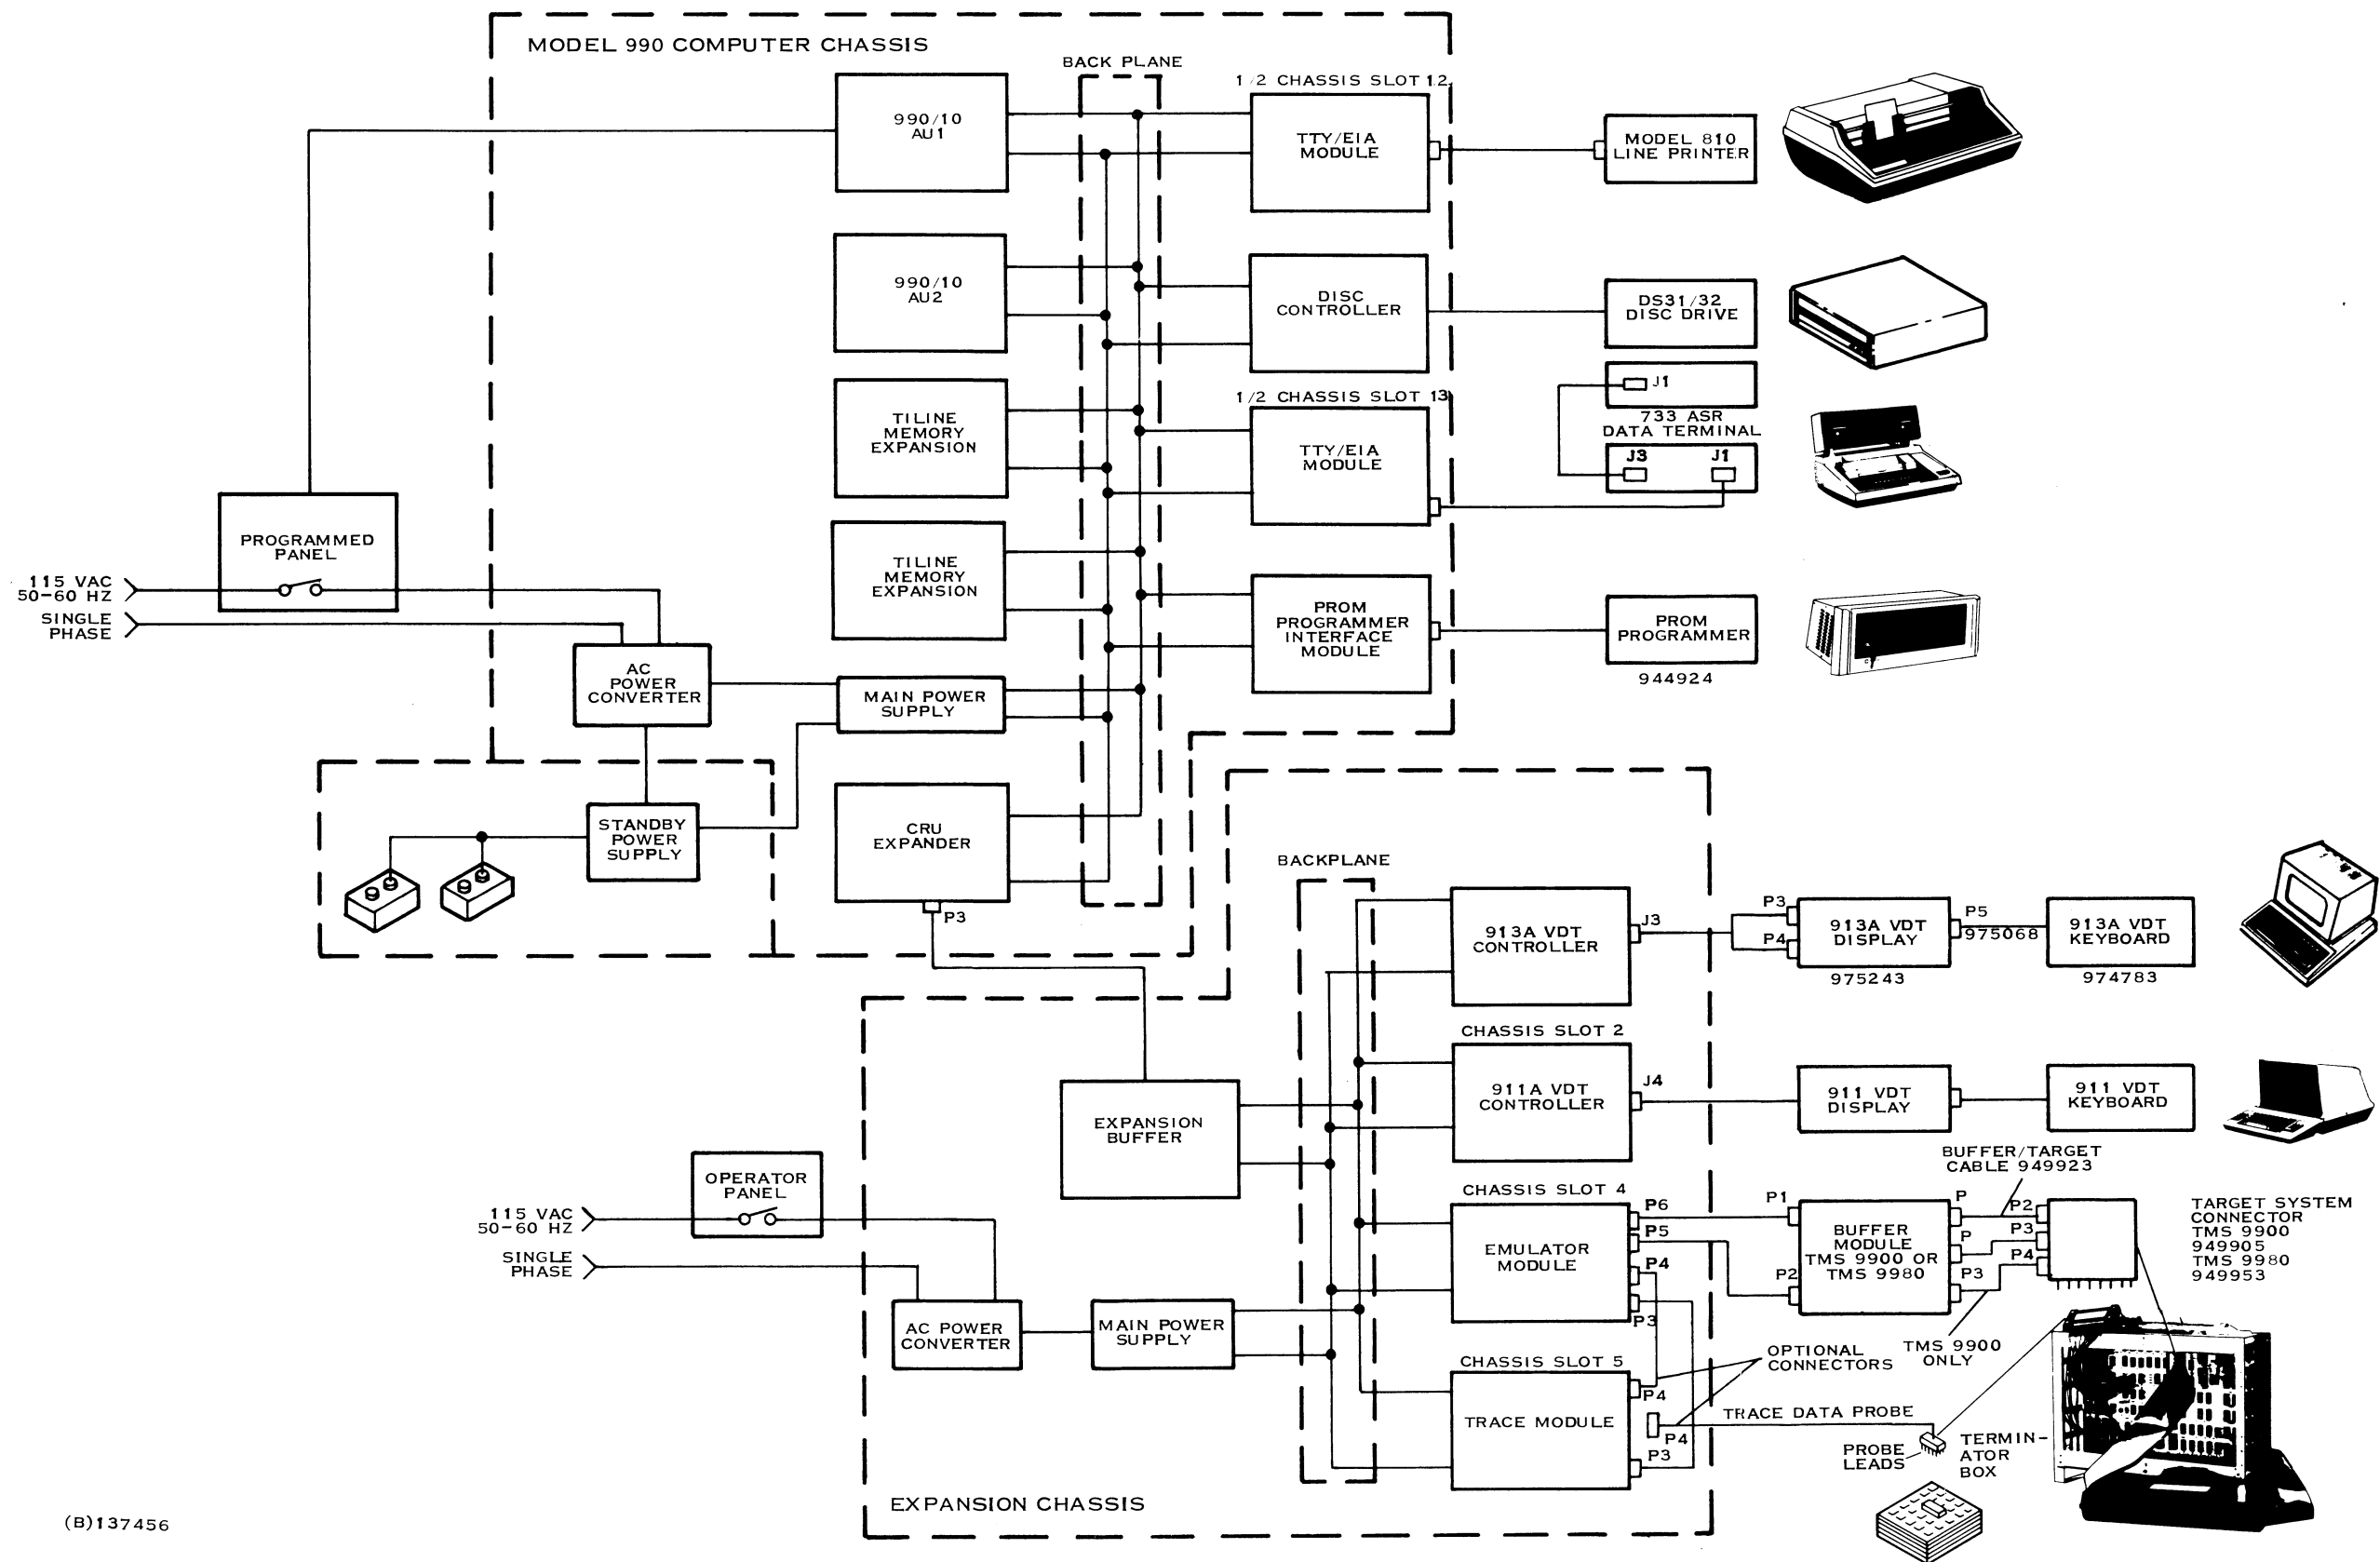 MODEL 990 COMPUTER CHASSIS
BACK PLANE
990/10
AU1
990/10
AU2
TILINE
MEMORY
EXPANSION
TILINE
MEMORY
EXPANSION
MAIN POWER
SUPPLY
CRU
EXPANDER
P3
1/2 CHASSIS SLOT 12
TTY/EIA
MODULE
DISC
CONTROLLER
1/2 CHASSIS SLOT 13
TTY/EIA
MODULE
PROM
PROGRAMMER
INTERFACE
MODULE
MODEL 810
LINE PRINTER
DS31/32
DISC DRIVE
J1
733 ASR
DATA TERMINAL
J3
J1
PROM
PROGRAMMER
944924
PROGRAMMED
PANEL
115 VAC
50-60 HZ
SINGLE
PHASE
AC
POWER
CONVERTER
STANDBY
POWER
SUPPLY
BACKPLANE
913A VDT
CONTROLLER
J3
P3
P4
913A VDT
DISPLAY
975243
P5
975068
913A VDT
KEYBOARD
974783
CHASSIS SLOT 2
911A VDT
CONTROLLER
J4
911 VDT
DISPLAY
911 VDT
KEYBOARD
EXPANSION
BUFFER
OPERATOR
PANEL
115 VAC
50-60 HZ
SINGLE
PHASE
AC POWER
CONVERTER
MAIN POWER
SUPPLY
CHASSIS SLOT 4
EMULATOR
MODULE
P6
P5
P4
P3
P1
P2
BUFFER
MODULE
TMS 9900 OR
TMS 9980
P
P
P3
BUFFER/TARGET
CABLE 949923
P2
P3
P4
TARGET SYSTEM
CONNECTOR
TMS 9900
949905
TMS 9980
949953
TMS 9900
ONLY
OPTIONAL
CONNECTORS
CHASSIS SLOT 5
TRACE MODULE
P4
P4
P3
TRACE DATA PROBE
PROBE
LEADS
TERMIN-
ATOR
BOX
EXPANSION CHASSIS
(B)137456